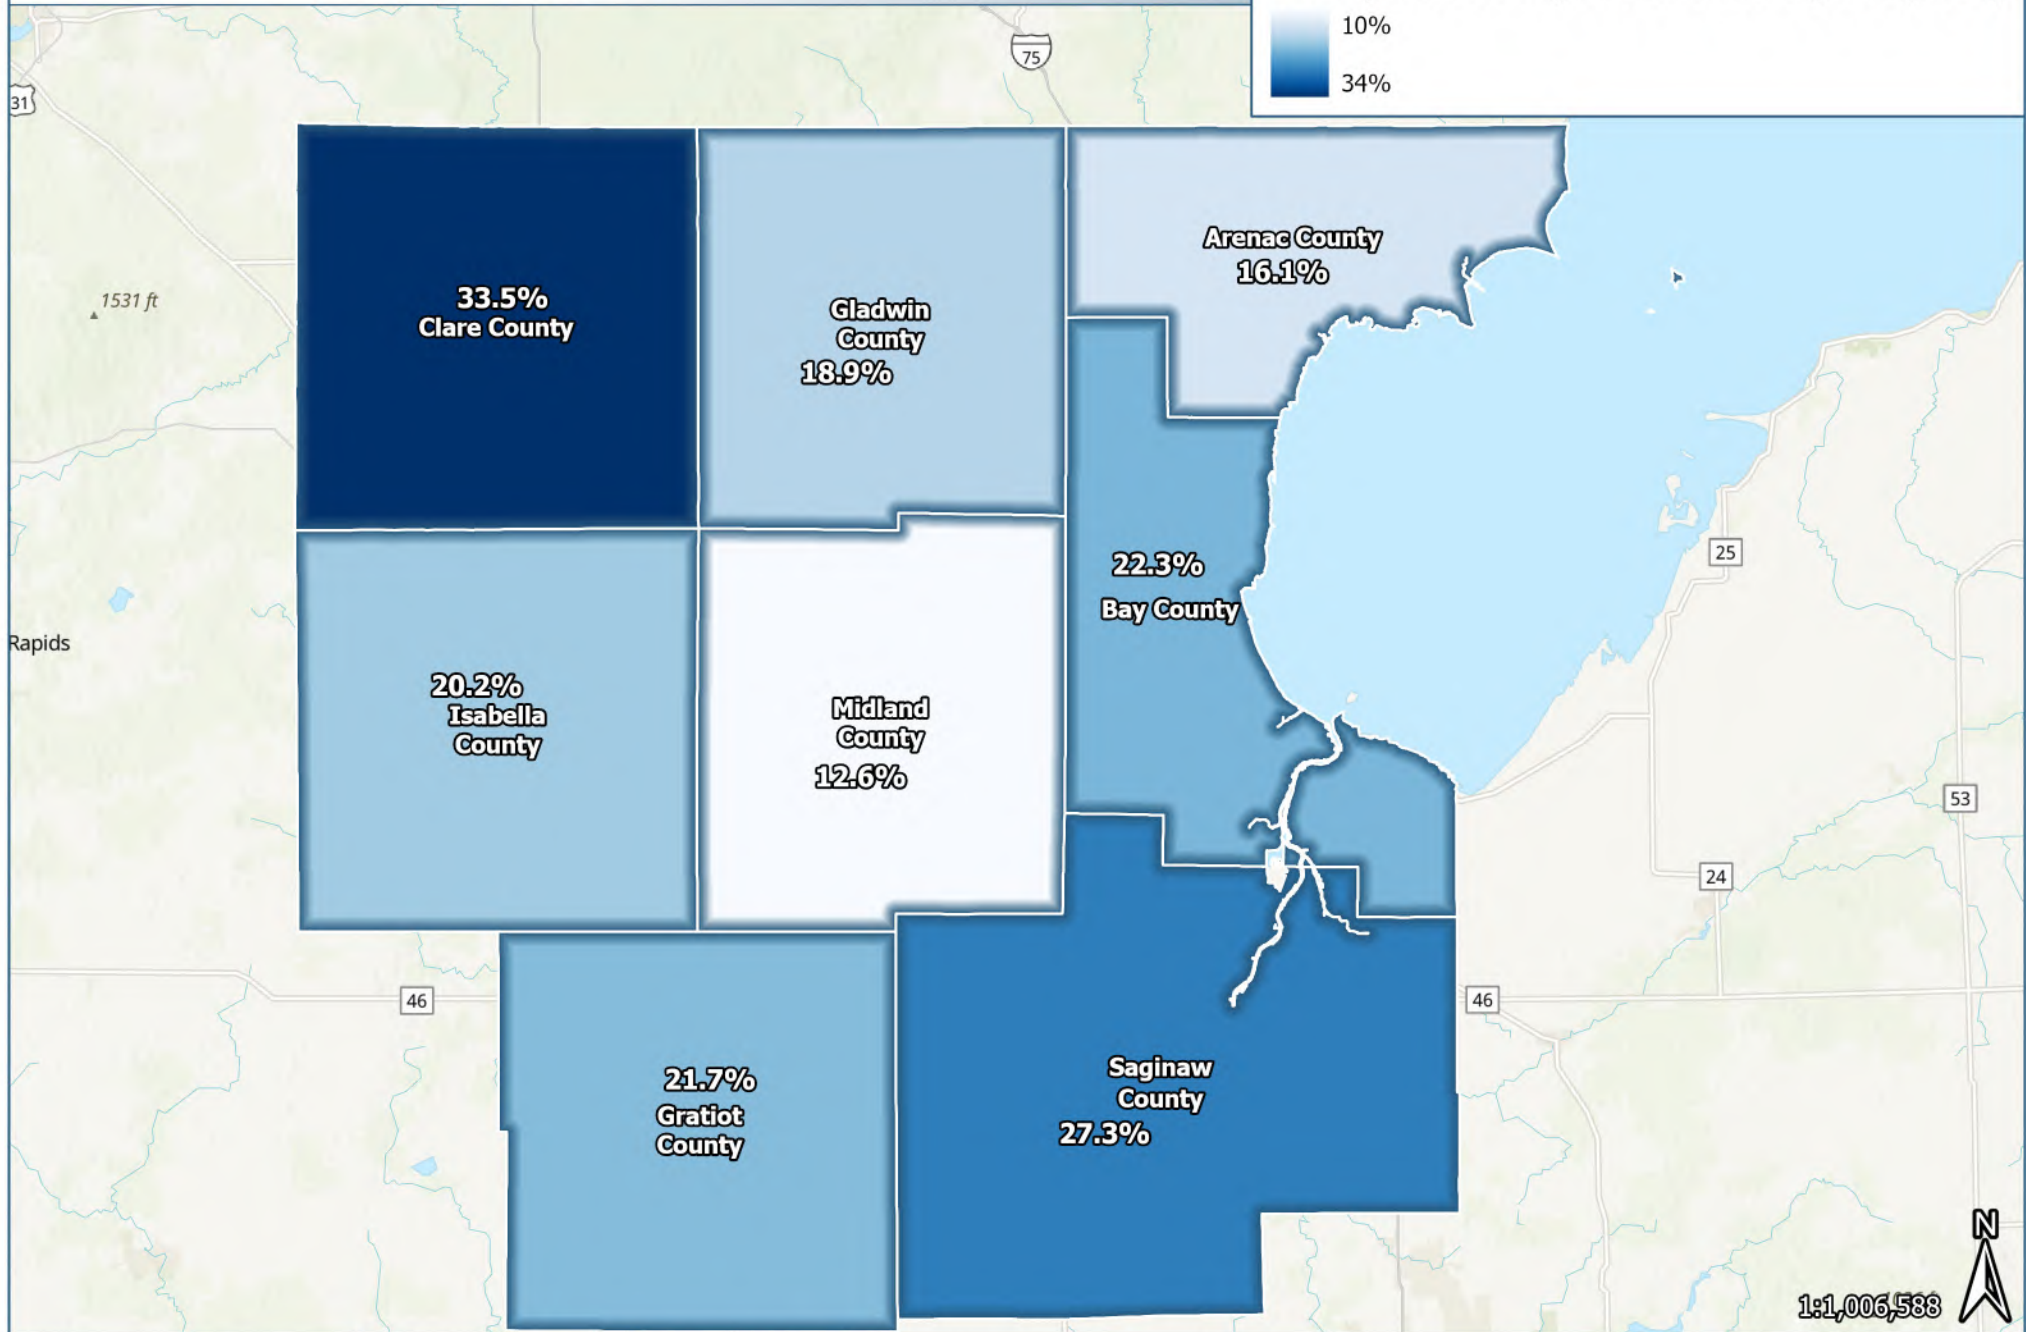 10%
34%
75
31
Arenac County
16.1%
1531 ft
33.5%
Clare County
Gladwin
County
18.9%
25
22.3%
Bay County
Rapids
20.2%
Isabella
County
Midland
County
12.6%
53
24
46
46
21.7%
Gratiot
County
Saginaw
County
27.3%
N
1:1,006,588